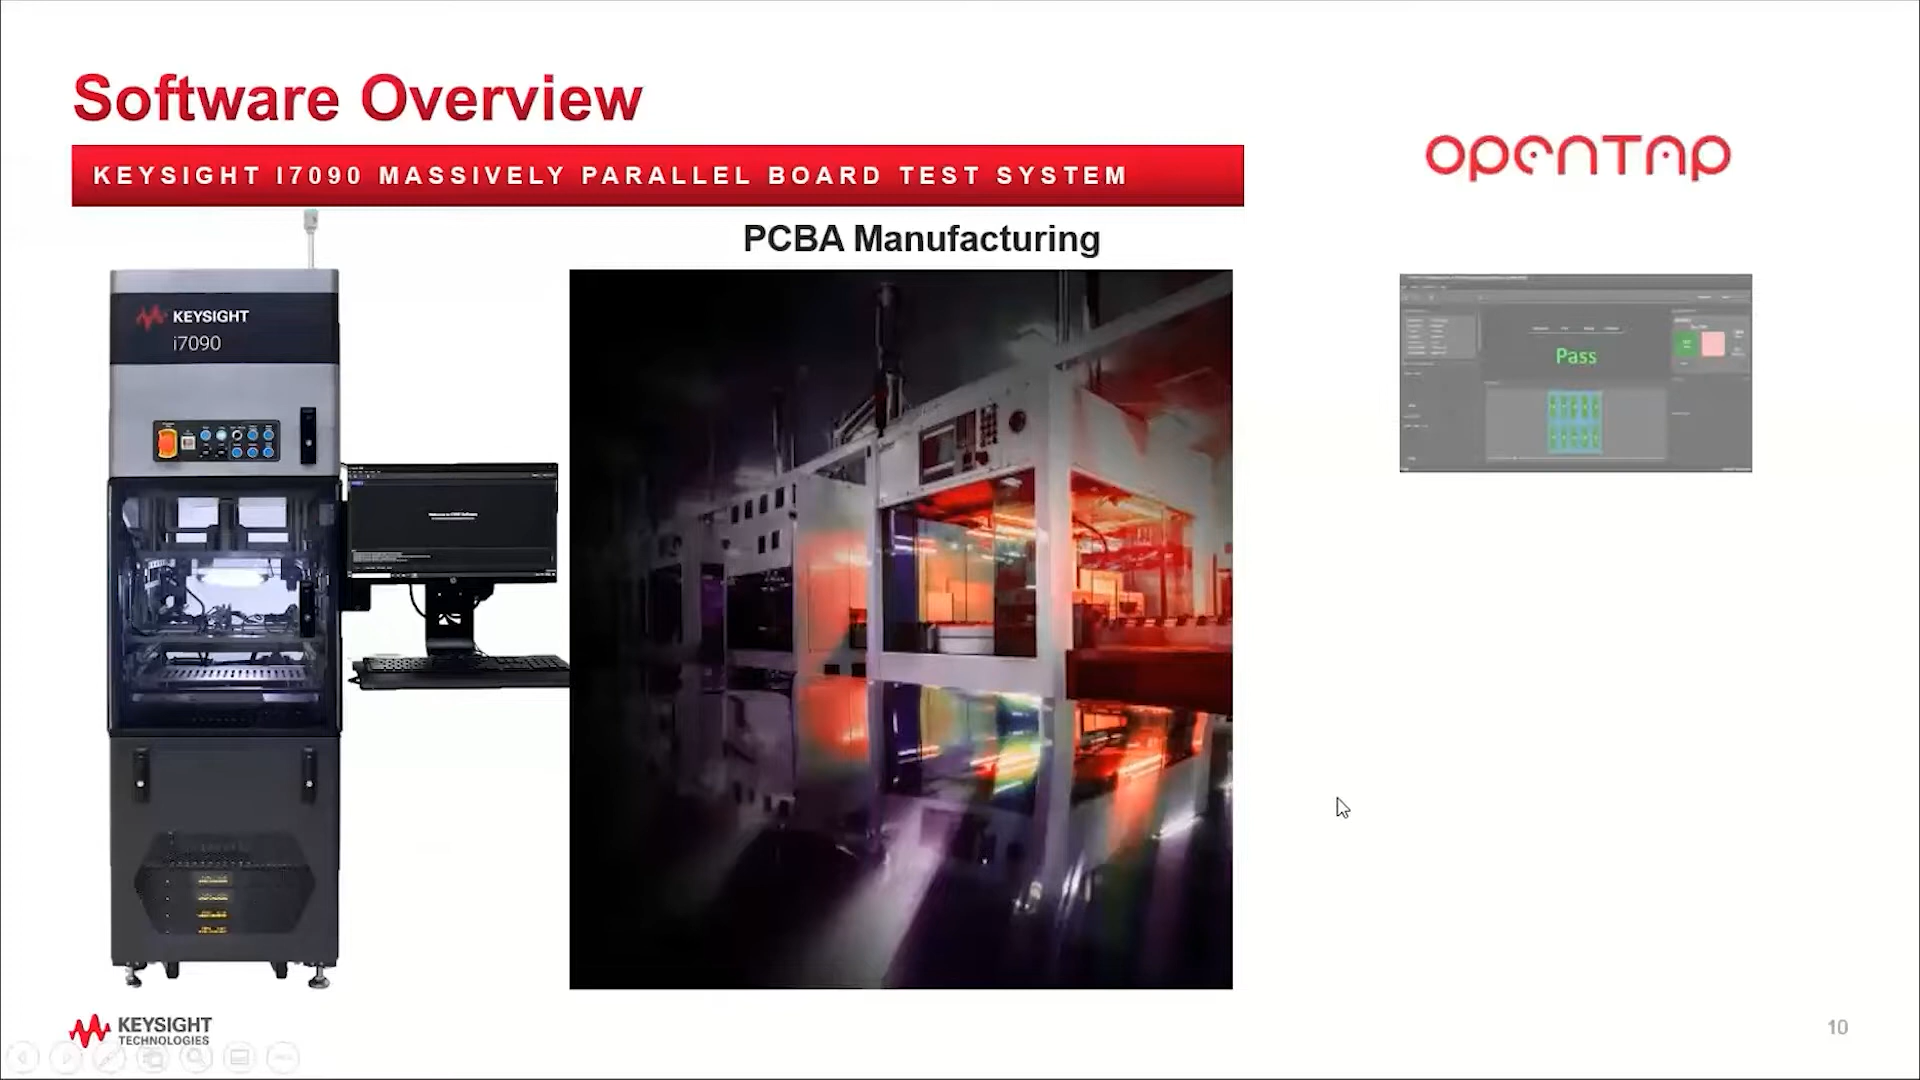 Software Overview
KEYSIGHT I7090 MASSIVELY PARALLEL BOARD TEST SYSTEM
OPENTAP
PCBA Manufacturing
KEYSIGHT
i7090
Pass
KEYSIGHT
TECHNOLOGIES
10